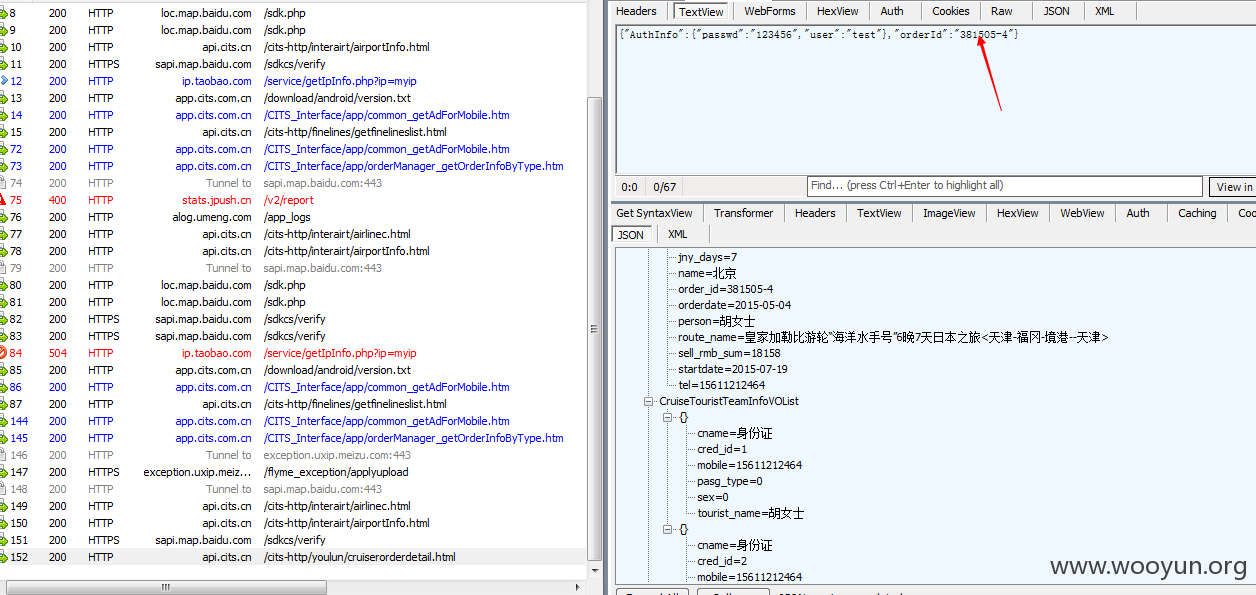 8 200 HTTP loc.map.baidu.com /sdk.php
9 200 HTTP loc.map.baidu.com /sdk.php
10 200 HTTP api.cits.cn /cits-http/interairt/airportInfo.html
11 200 HTTPS sapi.map.baidu.com /sdkcs/verify
12 200 HTTP ip.taobao.com /service/getIpInfo.php?ip=myip
13 200 HTTP app.cits.com.cn /download/android/version.txt
14 200 HTTP app.cits.com.cn /CITS_Interface/app/common_getAdForMobile.htm
15 200 HTTP api.cits.cn /cits-http/finelines/getfinelineslist.html
72 200 HTTP app.cits.com.cn /CITS_Interface/app/common_getAdForMobile.htm
73 200 HTTP app.cits.com.cn /CITS_Interface/app/orderManager_getOrderInfoByType.htm
74 200 HTTP Tunnel to sapi.map.baidu.com:443
75 400 HTTP stats.jpush.cn /v2/report
76 200 HTTP alog.umeng.com /app_logs
77 200 HTTP api.cits.cn /cits-http/interairt/airlinec.html
78 200 HTTP api.cits.cn /cits-http/interairt/airportInfo.html
79 200 HTTP Tunnel to sapi.map.baidu.com:443
80 200 HTTP loc.map.baidu.com /sdk.php
81 200 HTTP loc.map.baidu.com /sdk.php
82 200 HTTPS sapi.map.baidu.com /sdkcs/verify
83 200 HTTPS sapi.map.baidu.com /sdkcs/verify
84 504 HTTP ip.taobao.com /service/getIpInfo.php?ip=myip
85 200 HTTP app.cits.com.cn /download/android/version.txt
86 200 HTTP app.cits.com.cn /CITS_Interface/app/common_getAdForMobile.htm
87 200 HTTP api.cits.cn /cits-http/finelines/getfinelineslist.html
144 200 HTTP app.cits.com.cn /CITS_Interface/app/common_getAdForMobile.htm
145 200 HTTP app.cits.com.cn /CITS_Interface/app/orderManager_getOrderInfoByType.htm
146 200 HTTP Tunnel to exception.uxip.meizu.com:443
147 200 HTTPS exception.uxip.meiz... /flyme_exception/applyupload
148 200 HTTP Tunnel to sapi.map.baidu.com:443
149 200 HTTP api.cits.cn /cits-http/interairt/airlinec.html
150 200 HTTP api.cits.cn /cits-http/interairt/airportInfo.html
151 200 HTTPS sapi.map.baidu.com /sdkcs/verify
152 200 HTTP api.cits.cn /cits-http/youlun/cruiserorderdetail.html
Headers TextView WebForms HexView Auth Cookies Raw JSON XML
{"AuthInfo":{"passwd":"123456","user":"test"},"orderId":"381505-4"}
0:0 0/67 Find... (press Ctrl+Enter to highlight all) View in
Get SyntaxView Transformer Headers TextView ImageView HexView WebView Auth Caching Coo
JSON XML
jny_days=7
name=北京
order_id=381505-4
orderdate=2015-05-04
person=胡女士
route_name=皇家加勒比游轮“海洋水手号”6晚7天日本之旅<天津-福冈-境港--天津>
sell_rmb_sum=18158
startdate=2015-07-19
tel=15611212464
CruiseTouristTeamInfoVOList
{}
cname=身份证
cred_id=1
mobile=15611212464
pasg_type=0
sex=0
tourist_name=胡女士
{}
cname=身份证
cred_id=2
mobile=15611212464
www.wooyun.org